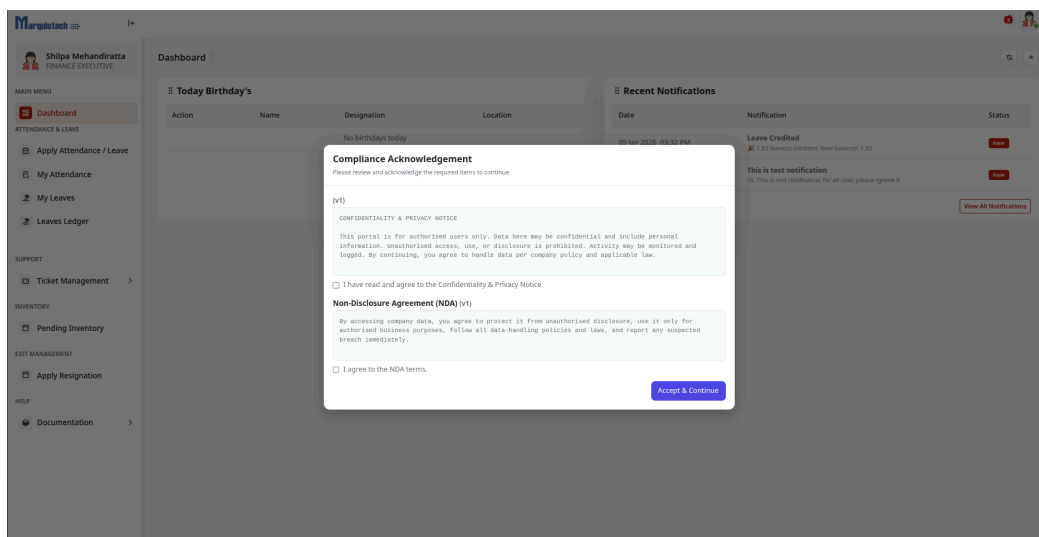 Marquistech
Shilpa Mehandiratta
FINANCE EXECUTIVE
MAIN MENU
Dashboard
ATTENDANCE & LEAVE
Apply Attendance / Leave
My Attendance
My Leaves
Leaves Ledger
SUPPORT
Ticket Management
INVENTORY
Pending Inventory
EXIT MANAGEMENT
Apply Resignation
HELP
Documentation
Dashboard
Today Birthday's
Action Name Designation Location
No birthdays today
Recent Notifications
Date Notification Status
05 Jan 2026, 03:32 PM
Leave Credited
1.83 leave(s) credited. New balance: 1.83
New
This is test notification
Hi, This is test notification for all user, please ignore it
New
View All Notifications
Compliance Acknowledgement
Please review and acknowledge the required items to continue.
(v1)
CONFIDENTIALITY & PRIVACY NOTICE
This portal is for authorised users only. Data here may be confidential and include personal
information. Unauthorised access, use, or disclosure is prohibited. Activity may be monitored and
logged. By continuing, you agree to handle data per company policy and applicable law.
I have read and agree to the Confidentiality & Privacy Notice.
Non-Disclosure Agreement (NDA) (v1)
By accessing company data, you agree to protect it from unauthorised disclosure, use it only for
authorised business purposes, follow all data-handling policies and laws, and report any suspected
breach immediately.
I agree to the NDA terms.
Accept & Continue